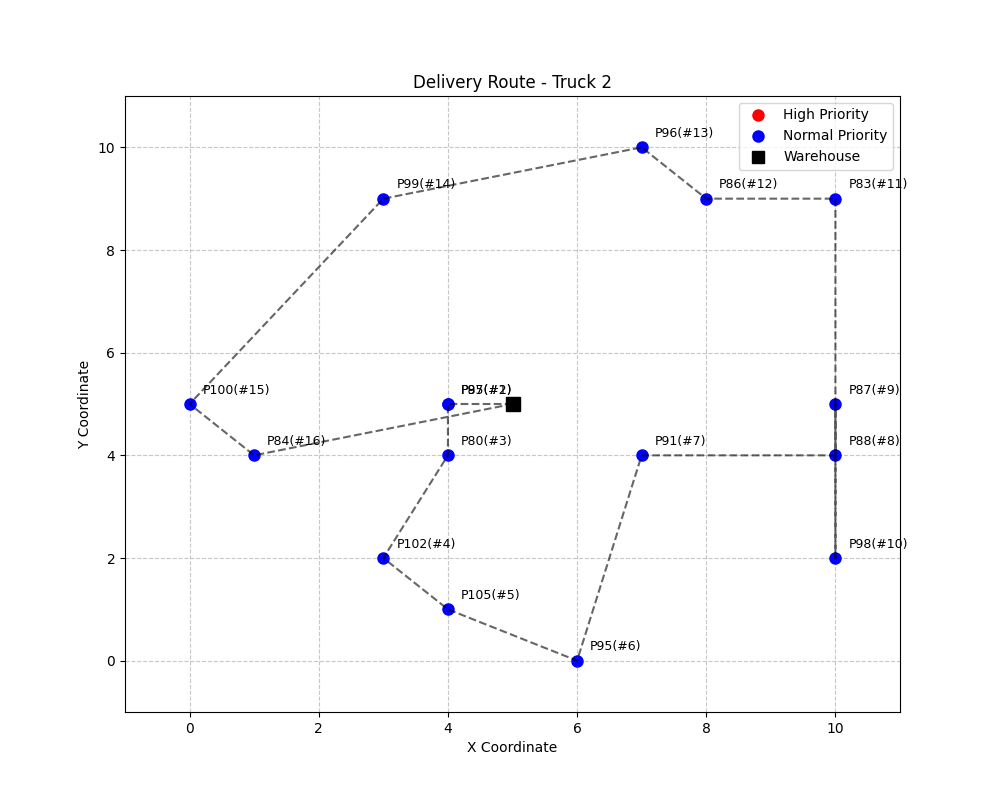 Delivery Route - Truck 2
High Priority
Normal Priority
Warehouse
P96(#13)
P99(#14)
P86(#12)
P83(#11)
P100(#15)
P87(#9)
P84(#16)
P80(#3)
P91(#7)
P88(#8)
P102(#4)
P98(#10)
P105(#5)
P95(#6)
10
8
6
4
2
0
Y Coordinate
0
2
4
6
8
10
X Coordinate